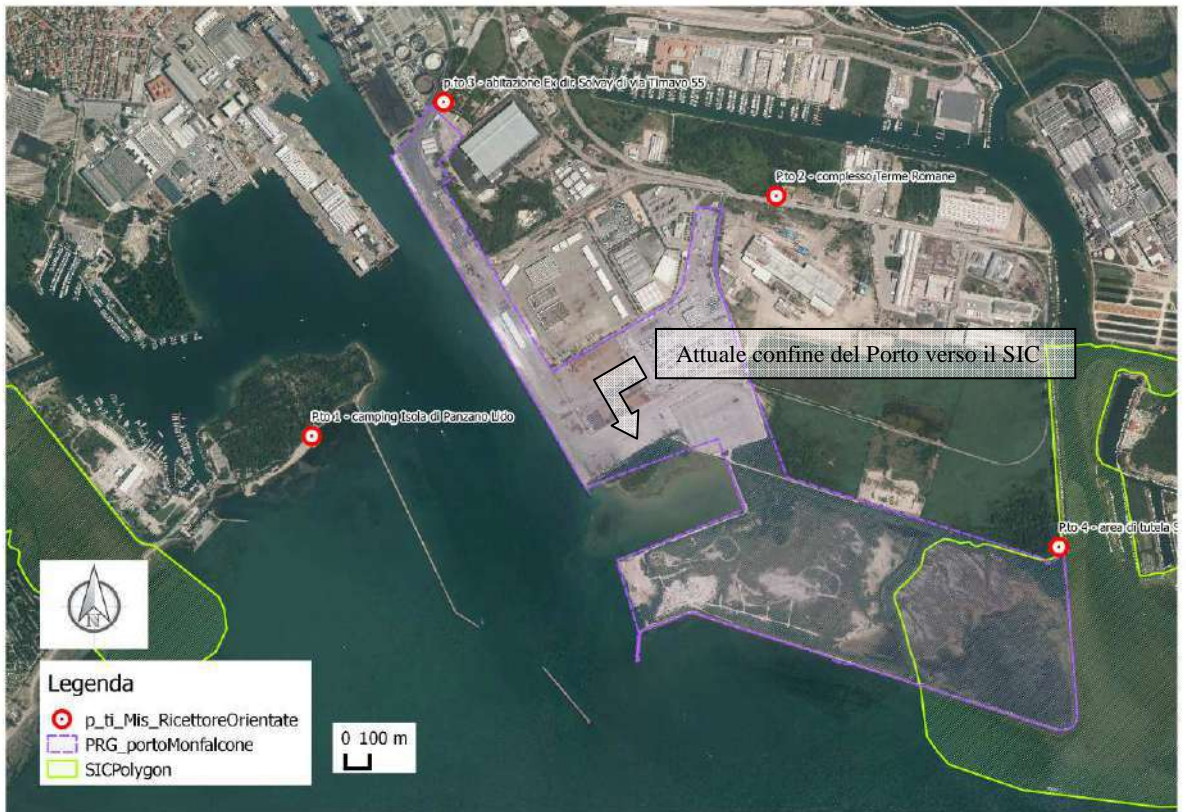 p.to 3 - abitazione Ex dir. Solvay di via Timavo 55
P.to 2 - complesso Terme Romane
Attuale confine del Porto verso il SIC
P.to 1 - camping Isola di Panzano Lido
P.to 4 - area di tutela S
N
Legenda
p_ti_Mis_RicettoreOrientate
PRG_portoMonfalcone
SICPolygon
0 100 m